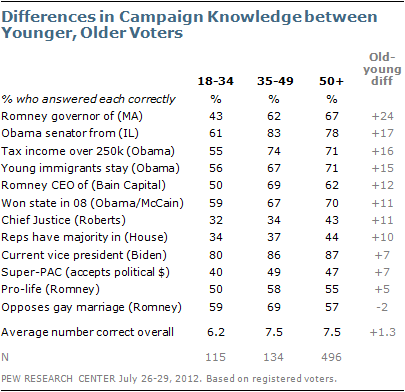 Differences in Campaign Knowledge between
Younger, Older Voters
18-34 35-49 50+ Old-young diff
% who answered each correctly % % %
Romney governor of (MA) 43 62 67 +24
Obama senator from (IL) 61 83 78 +17
Tax income over 250k (Obama) 55 74 71 +16
Young immigrants stay (Obama) 56 67 71 +15
Romney CEO of (Bain Capital) 50 69 62 +12
Won state in 08 (Obama/McCain) 59 67 70 +11
Chief Justice (Roberts) 32 34 43 +11
Reps have majority in (House) 34 37 44 +10
Current vice president (Biden) 80 86 87 +7
Super-PAC (accepts political $) 40 49 47 +7
Pro-life (Romney) 50 58 55 +5
Opposes gay marriage (Romney) 59 69 57 -2
Average number correct overall 6.2 7.5 7.5 +1.3
N 115 134 496
PEW RESEARCH CENTER July 26-29, 2012. Based on registered voters.